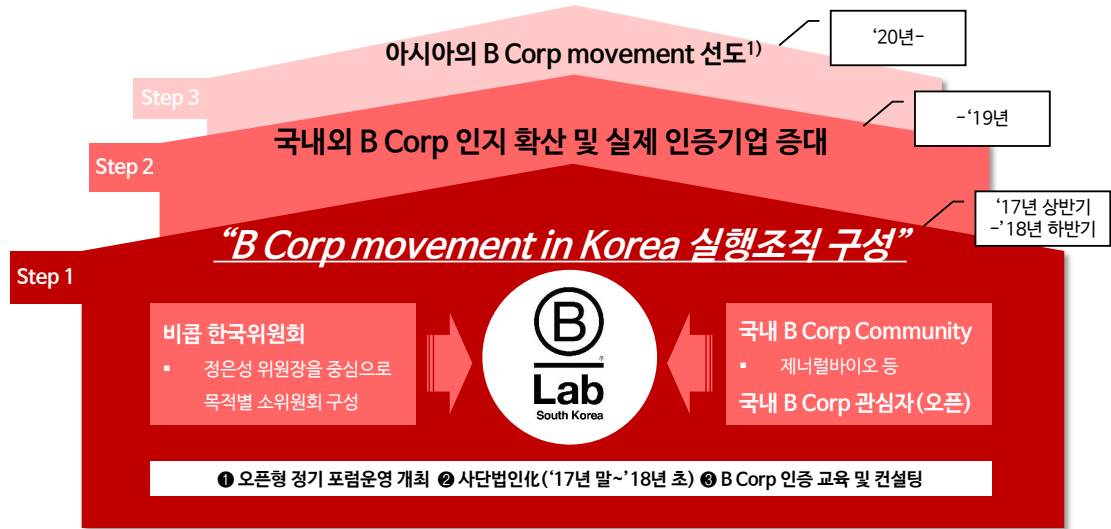 아시아의 B Corp movement 선도1)
‘20년-
Step 3
국내외 B Corp 인지 확산 및 실제 인증기업 증대
-‘19년
Step 2
‘17년 상반기
-’18년 하반기
“B Corp movement in Korea 실행조직 구성”
Step 1
비콥 한국위원회
▪ 정은성 위원장을 중심으로
목적별 소위원회 구성
B
®
Lab
South Korea
국내 B Corp Community
▪ 제너럴바이오 등
국내 B Corp 관심자(오픈)
❶ 오픈형 정기 포럼운영 개최 ❷ 사단법인化(‘17년 말~’18년 초) ❸ B Corp 인증 교육 및 컨설팅